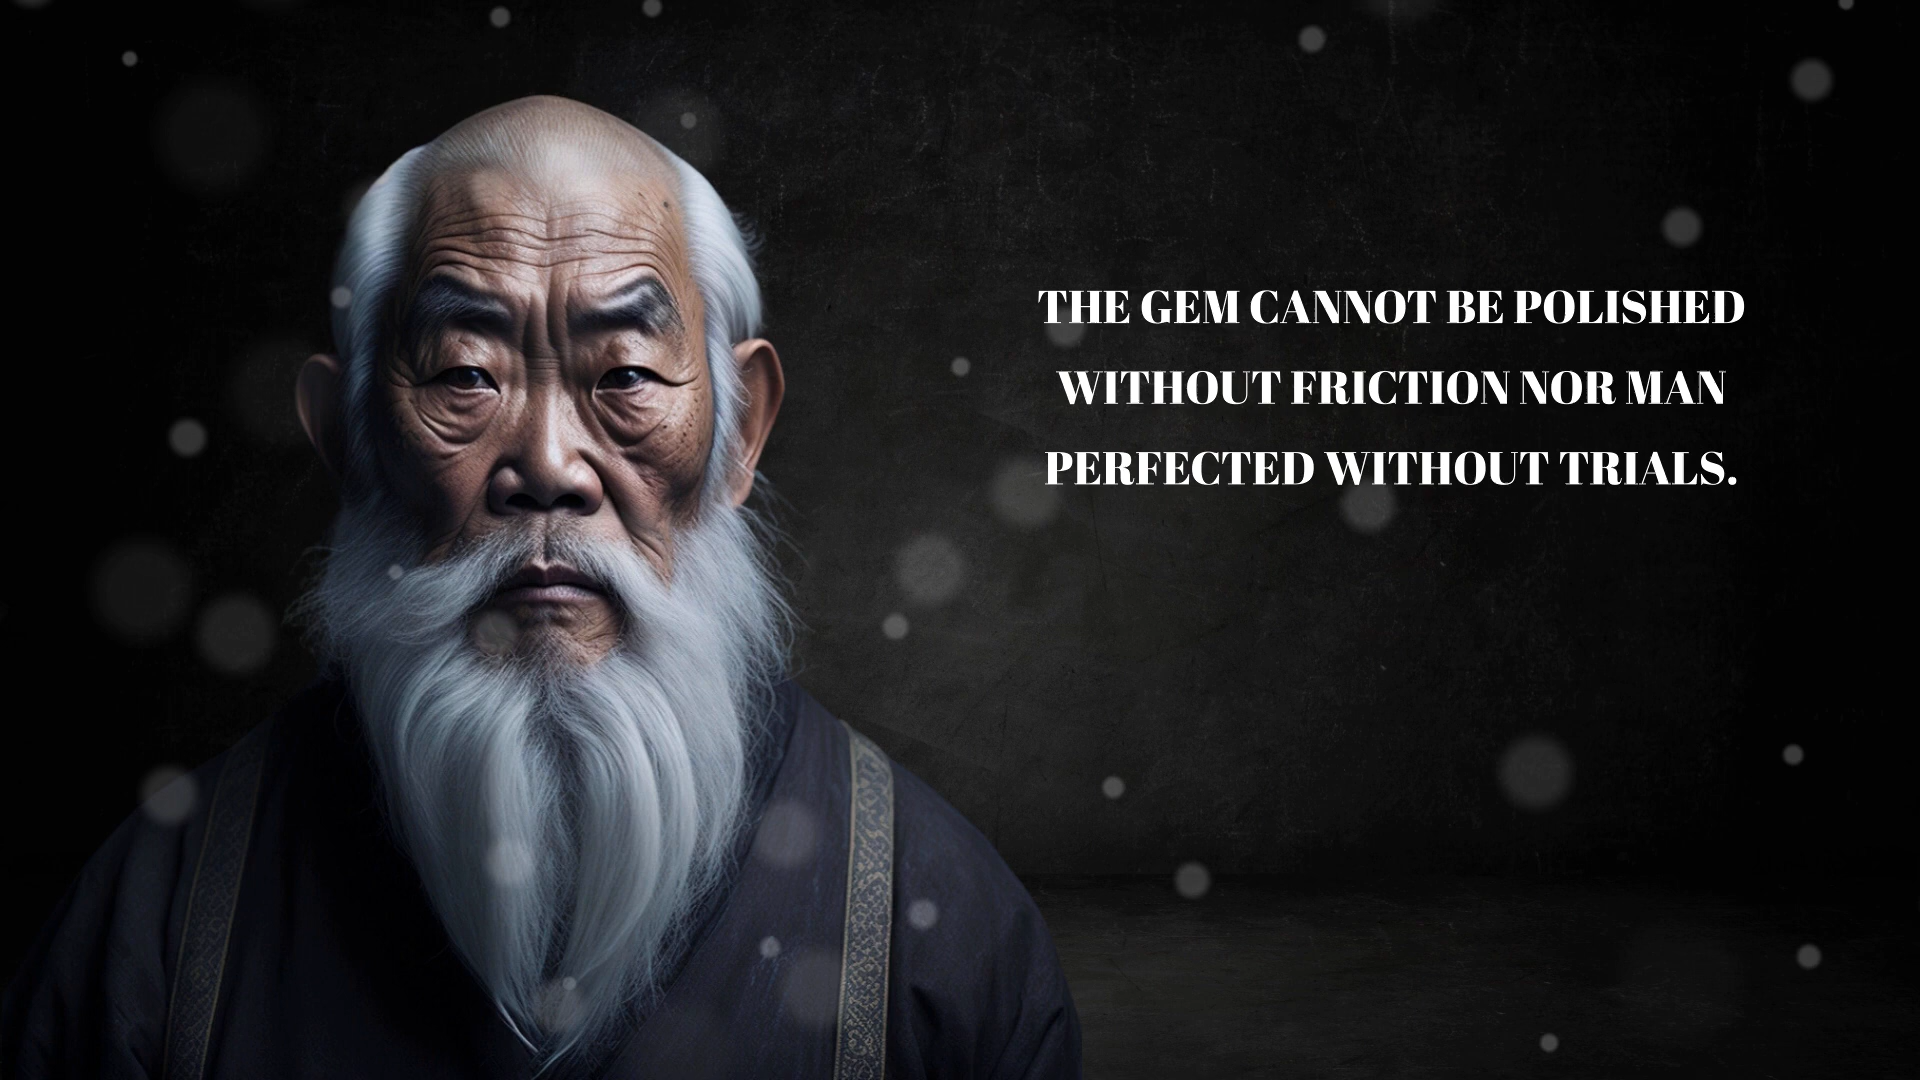 THE GEM CANNOT BE POLISHED
WITHOUT FRICTION NOR MAN
PERFECTED WITHOUT TRIALS.